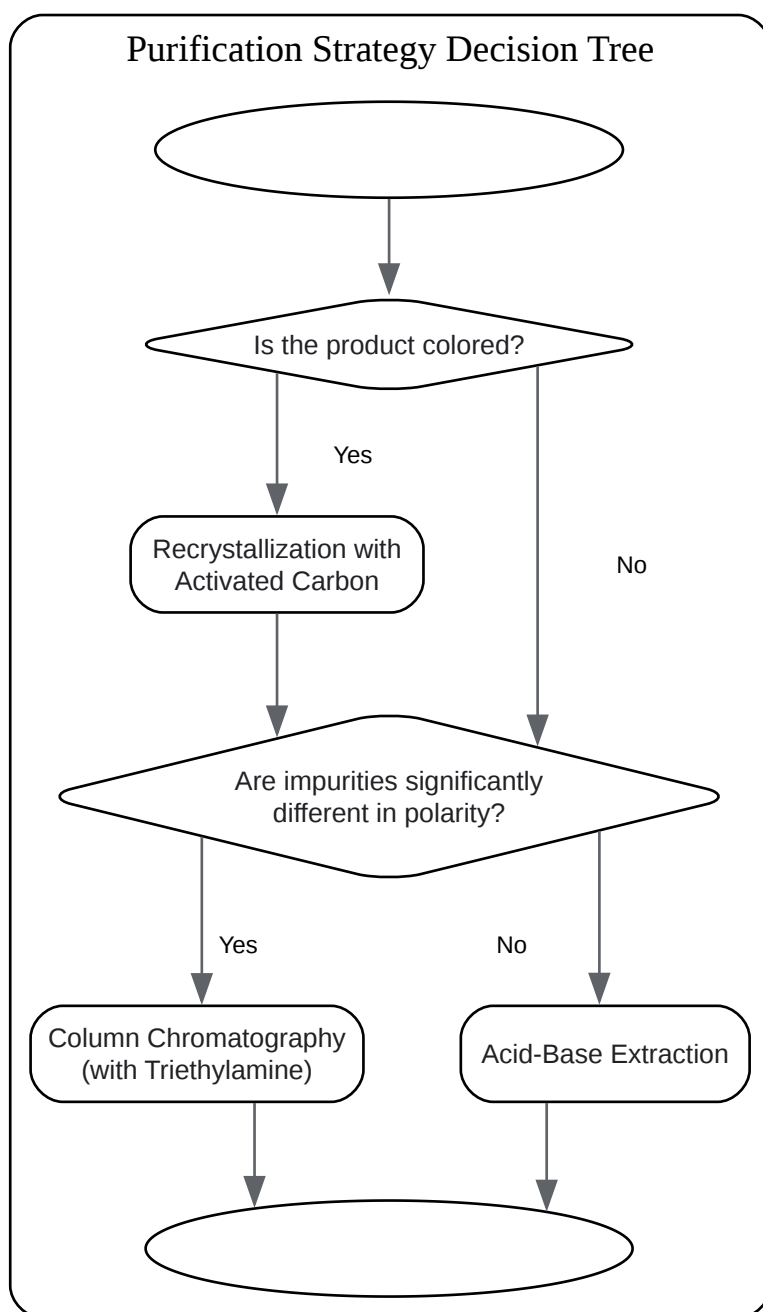 Purification Strategy Decision Tree
Is the product colored?
Yes
Recrystallization with
Activated Carbon
No
Are impurities significantly
different in polarity?
Yes
No
Column Chromatography
(with Triethylamine)
Acid-Base Extraction